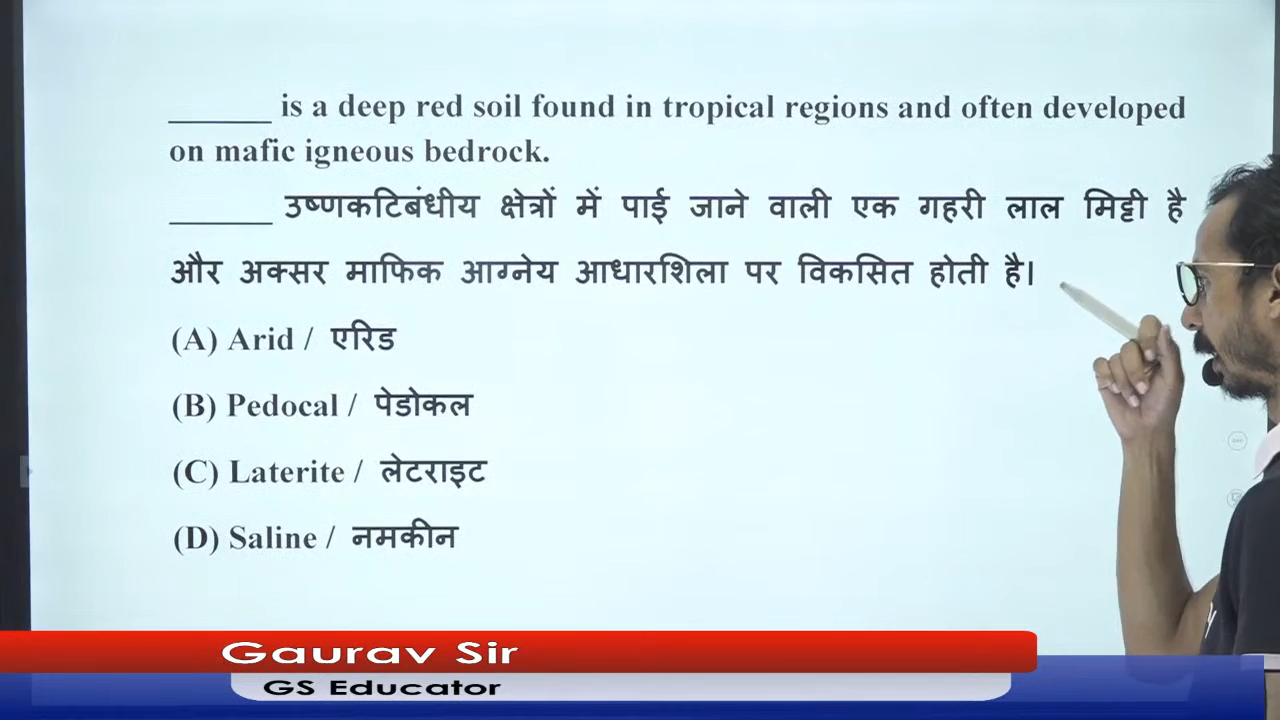 ______ is a deep red soil found in tropical regions and often developed
on mafic igneous bedrock.
______ उष्णकटिबंधीय क्षेत्रों में पाई जाने वाली एक गहरी लाल मिट्टी है
और अक्सर माफिक आग्नेय आधारशिला पर विकसित होती है।
(A) Arid / एरिड
(B) Pedocal / पेडोकल
(C) Laterite / लेटराइट
(D) Saline / नमकीन
Gaurav Sir
GS Educator